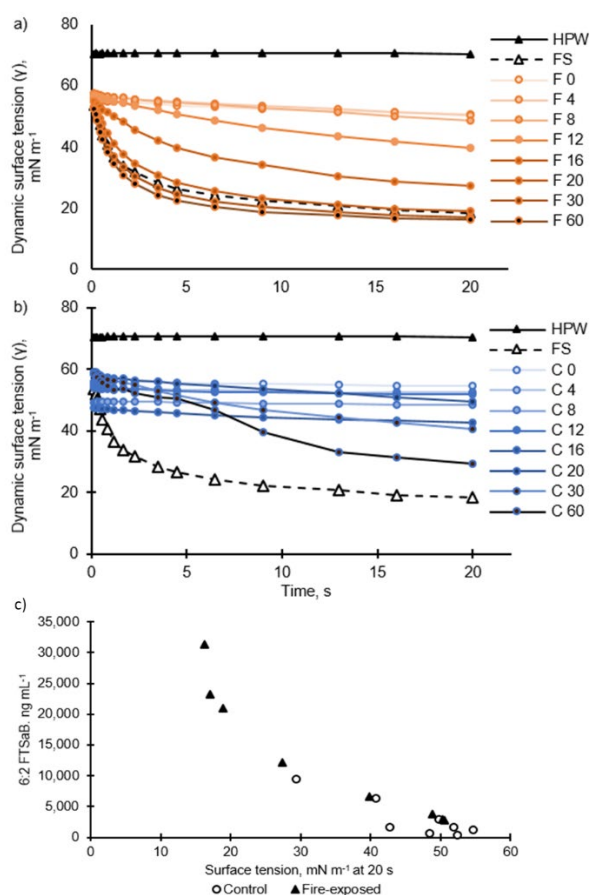 a)
80
60
40
20
0
Dynamic surface tension (γ),
mN m⁻¹
0 5 10 15 20
HPW
FS
F 0
F 4
F 8
F 12
F 16
F 20
F 30
F 60
b)
80
60
40
20
0
Dynamic surface tension (γ),
mN m⁻¹
0 5 10 15 20
Time, s
HPW
FS
C 0
C 4
C 8
C 12
C 16
C 20
C 30
C 60
c)
35,000
30,000
25,000
20,000
15,000
10,000
5,000
0
6:2 FTSaB. ng mL⁻¹
0 10 20 30 40 50 60
Surface tension, mN m⁻¹ at 20 s
Control Fire-exposed